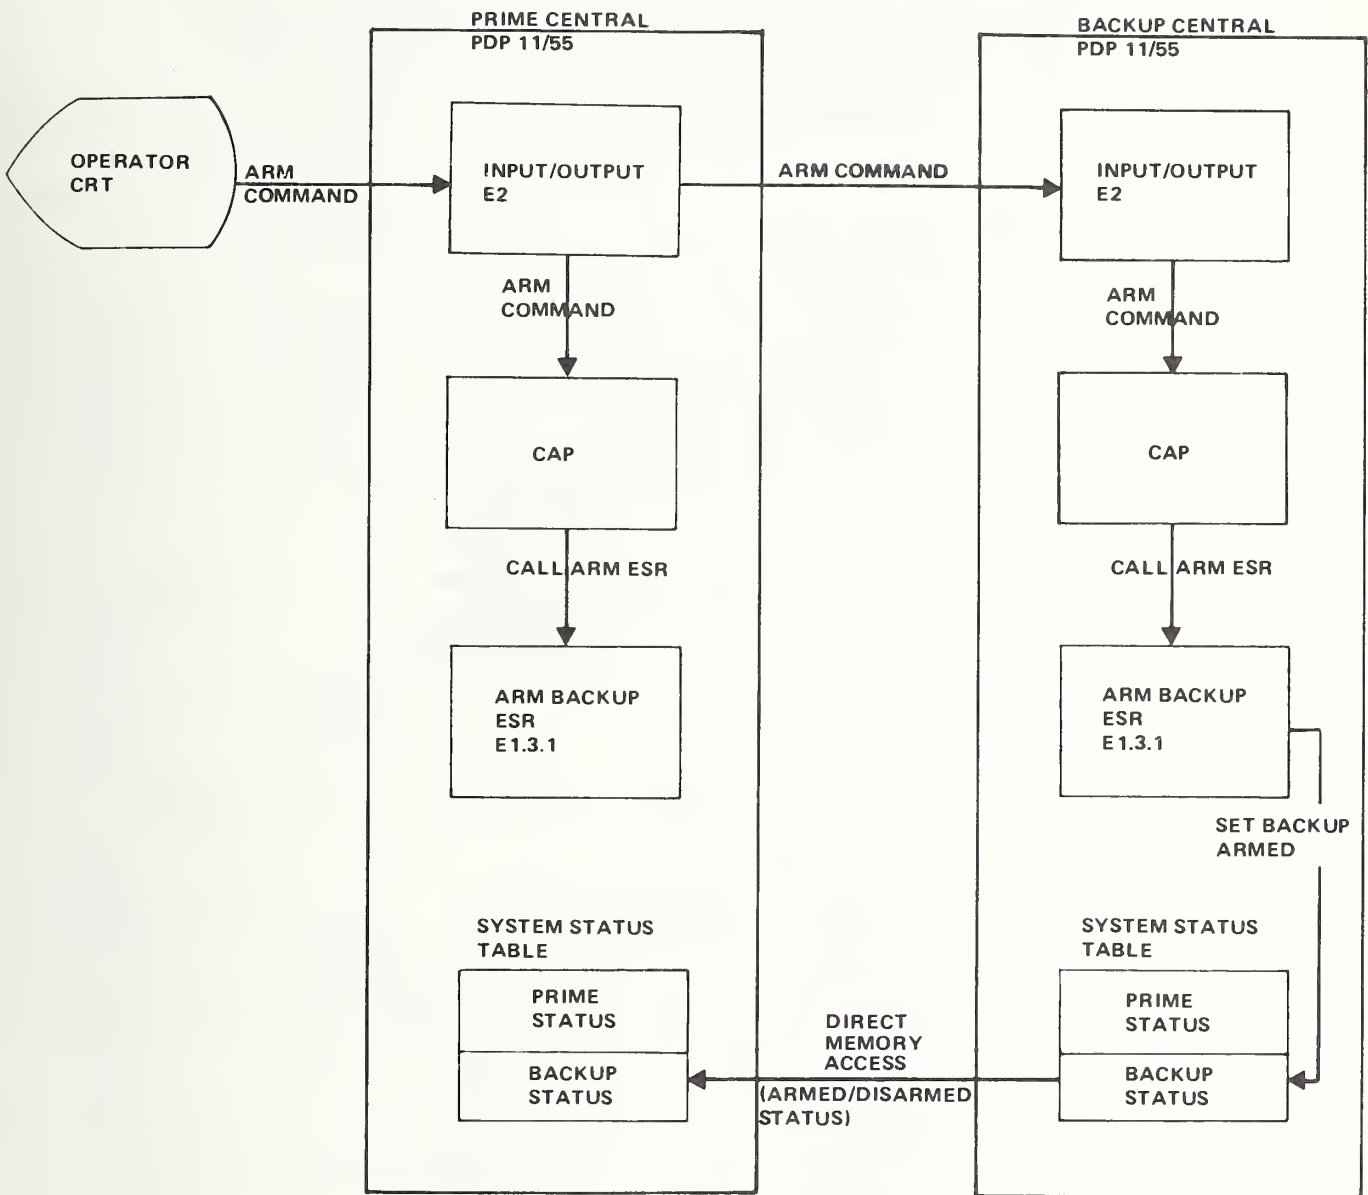 PRIME CENTRAL
PDP 11/55
BACKUP CENTRAL
PDP 11/55
OPERATOR
CRT
ARM
COMMAND
INPUT/OUTPUT
E2
ARM COMMAND
INPUT/OUTPUT
E2
ARM
COMMAND
ARM
COMMAND
CAP
CAP
CALL ARM ESR
CALL ARM ESR
ARM BACKUP
ESR
E1.3.1
ARM BACKUP
ESR
E1.3.1
SET BACKUP
ARMED
SYSTEM STATUS
TABLE
SYSTEM STATUS
TABLE
PRIME
STATUS
PRIME
STATUS
DIRECT
MEMORY
ACCESS
(ARMED/DISARMED
STATUS)
BACKUP
STATUS
BACKUP
STATUS